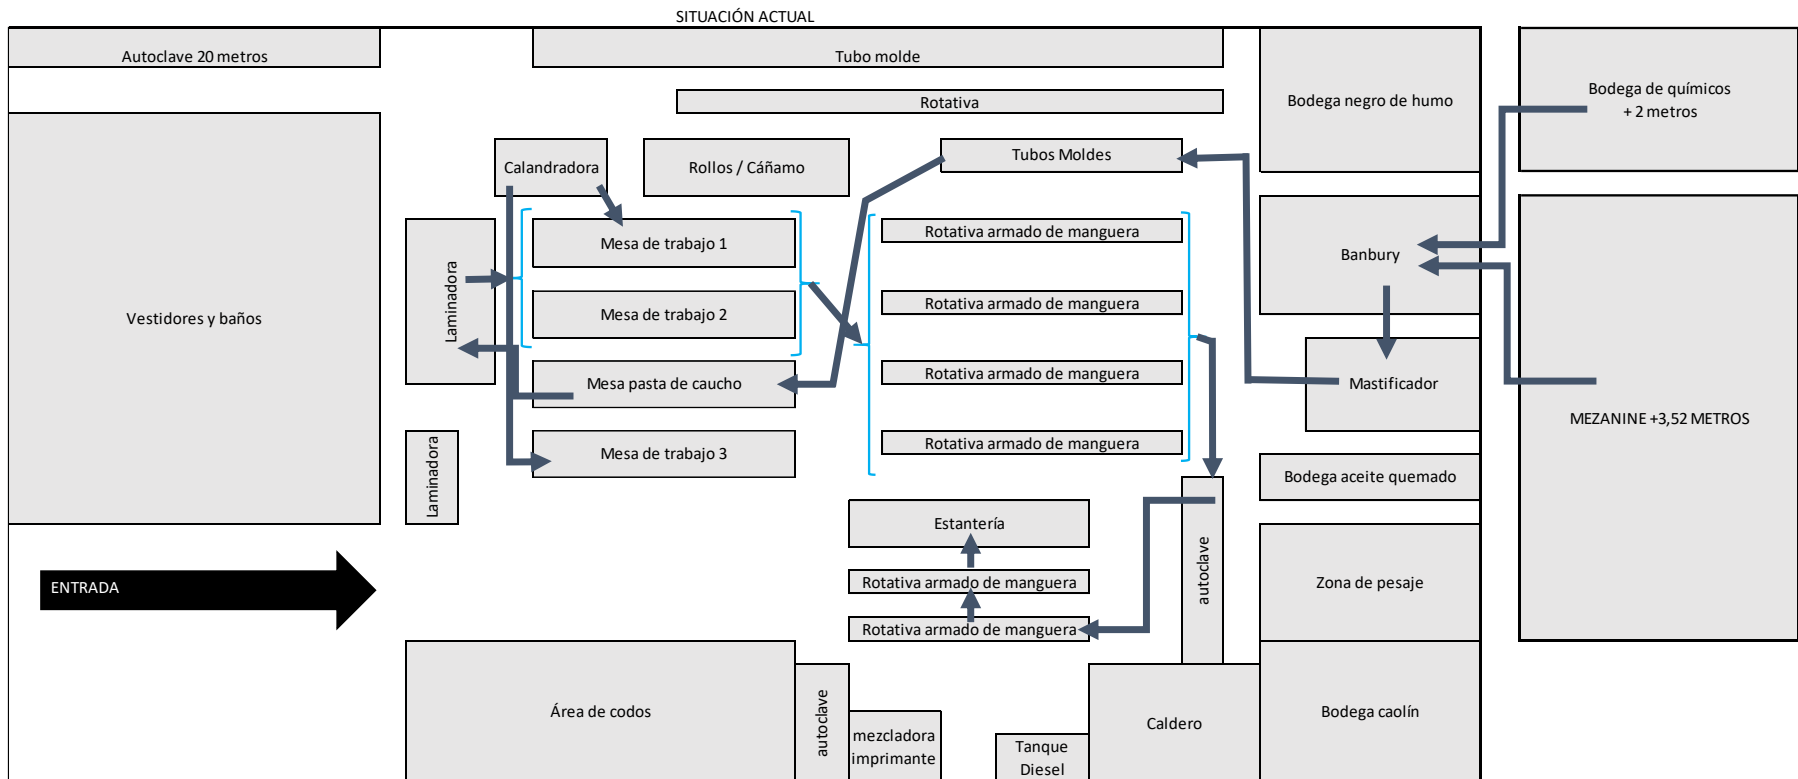 SITUACIÓN ACTUAL
Autoclave 20 metros
Tubo molde
Rotativa
Bodega negro de humo
Bodega de químicos
+ 2 metros
Calandradora
Rollos / Cáñamo
Tubos Moldes
Vestidores y baños
Laminadora
Mesa de trabajo 1
Mesa de trabajo 2
Mesa pasta de caucho
Mesa de trabajo 3
Rotativa armado de manguera
Rotativa armado de manguera
Rotativa armado de manguera
Rotativa armado de manguera
Banbury
Mastificador
MEZANINE +3,52 METROS
Laminadora
Bodega aceite quemado
Estantería
Rotativa armado de manguera
Rotativa armado de manguera
autoclave
Zona de pesaje
ENTRADA
Área de codos
autoclave
mezcladora
imprimante
Tanque
Diesel
Caldero
Bodega caolín